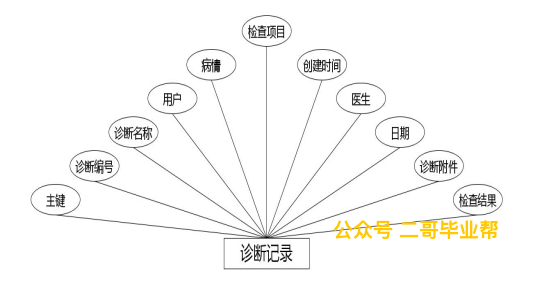 检查项目
病情
创建时间
用户
医生
诊断名称
日期
诊断编号
诊断附件
主键
检查结果
公众号 二哥毕业帮
诊断记录